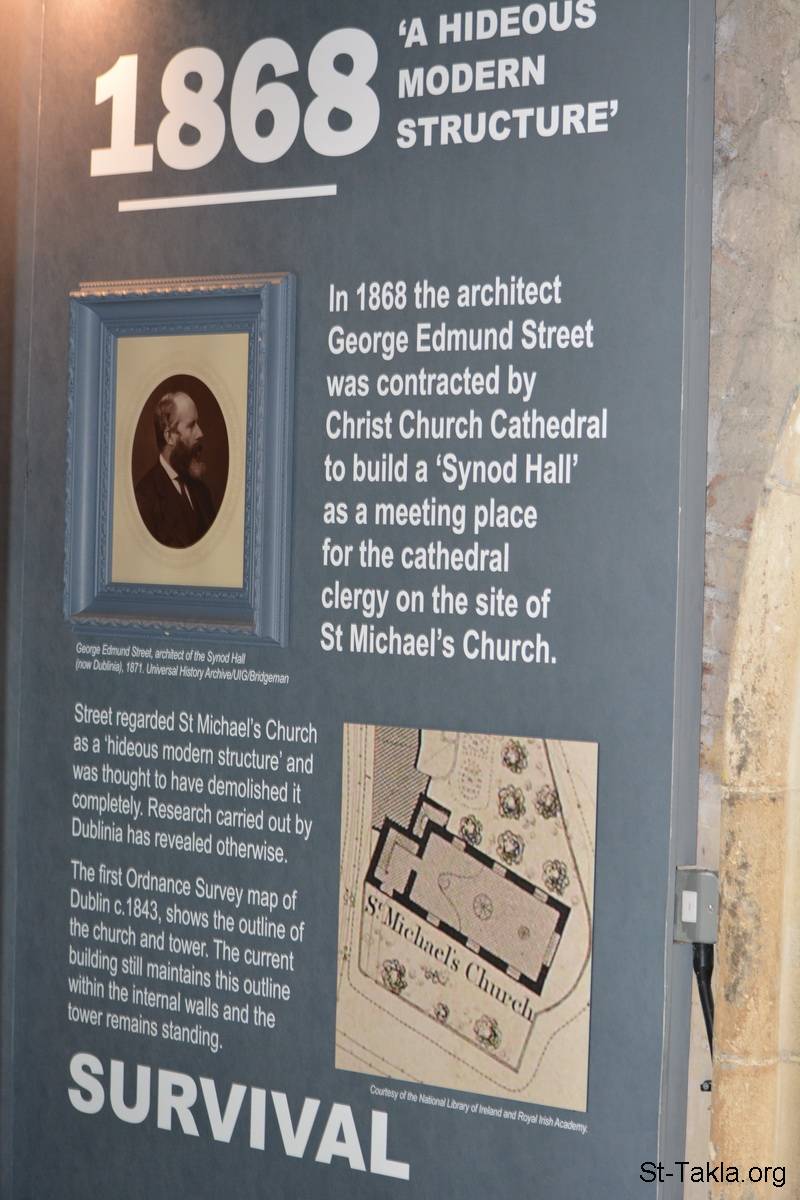 1868
‘A HIDEOUS
MODERN
STRUCTURE’
In 1868 the architect
George Edmund Street
was contracted by
Christ Church Cathedral
to build a ‘Synod Hall’
as a meeting place
for the cathedral
clergy on the site of
St Michael’s Church.
George Edmund Street, architect of the Synod Hall
(now Dublinia), 1871. Universal History Archive/UIG/Bridgeman
Street regarded St Michael’s Church
as a ‘hideous modern structure’ and
was thought to have demolished it
completely. Research carried out by
Dublinia has revealed otherwise.
The first Ordnance Survey map of
Dublin c.1843, shows the outline of
the church and tower. The current
building still maintains this outline
within the internal walls and the
tower remains standing.
St. Michael's Church
Courtesy of the National Library of Ireland and Royal Irish Academy.
SURVIVAL
St-Takla.org